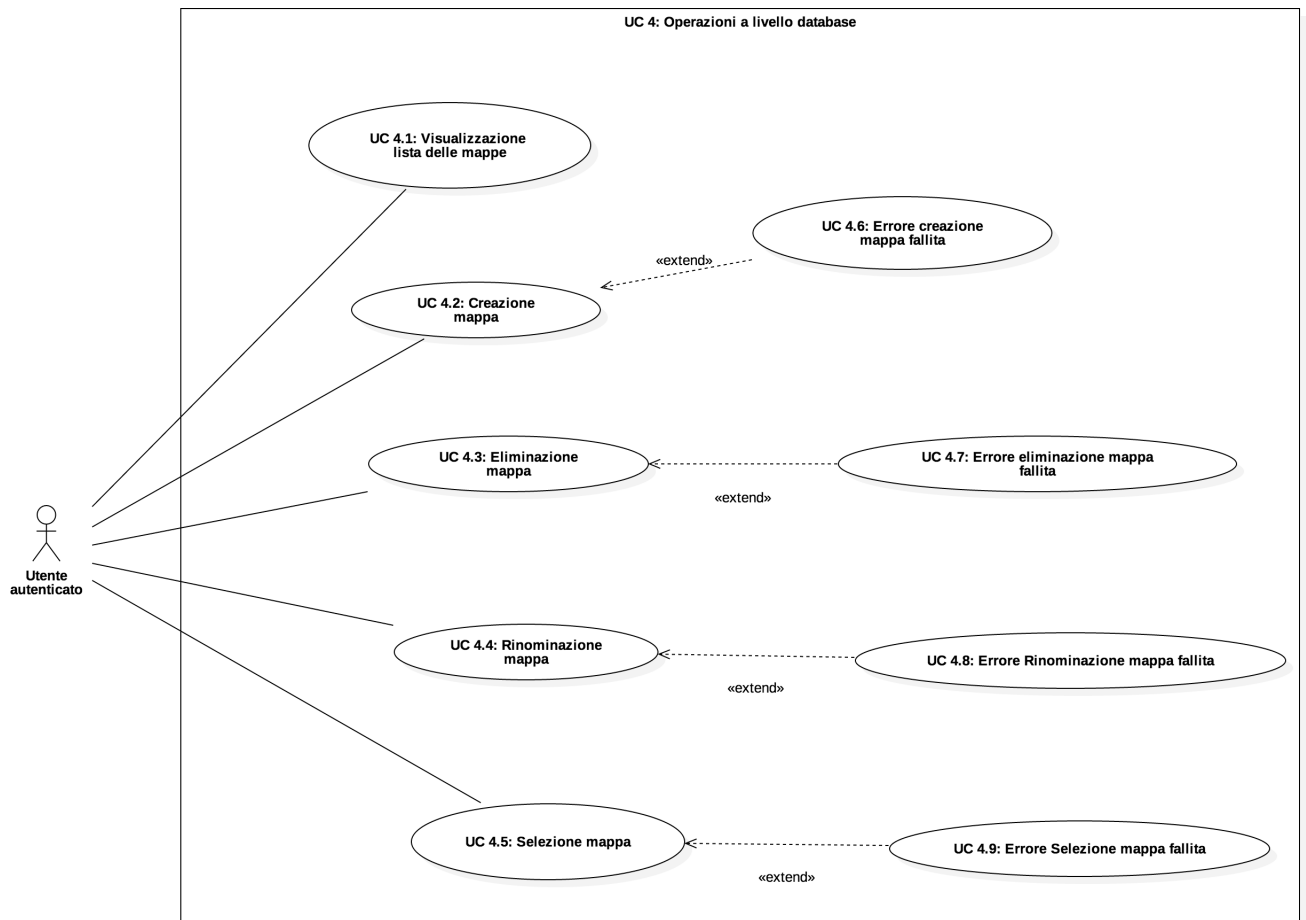 UC 4: Operazioni a livello database
UC 4.1: Visualizzazione
lista delle mappe
UC 4.6: Errore creazione
mappa fallita
«extend»
UC 4.2: Creazione
mappa
UC 4.3: Eliminazione
mappa
UC 4.7: Errore eliminazione mappa
fallita
«extend»
Utente
autenticato
UC 4.4: Rinominazione
mappa
UC 4.8: Errore Rinominazione mappa fallita
«extend»
UC 4.5: Selezione mappa
UC 4.9: Errore Selezione mappa fallita
«extend»